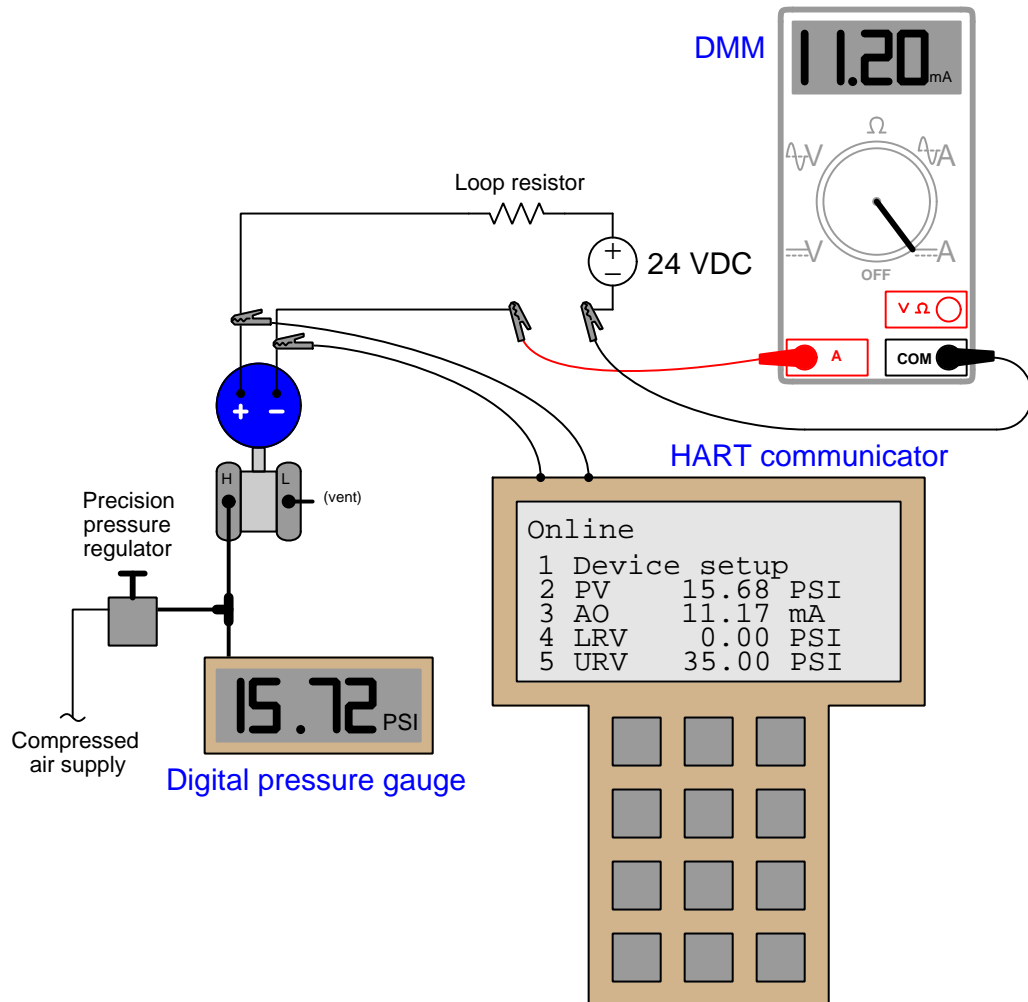 DMM
11.20 mA
Ω
V
A
V
A
OFF
V Ω
A
COM
Loop resistor
+
−
24 VDC
+ −
H
L
(vent)
Precision
pressure
regulator
HART communicator
Online
1 Device setup
2 PV 15.68 PSI
3 AO 11.17 mA
4 LRV 0.00 PSI
5 URV 35.00 PSI
15.72 PSI
Compressed
air supply
Digital pressure gauge